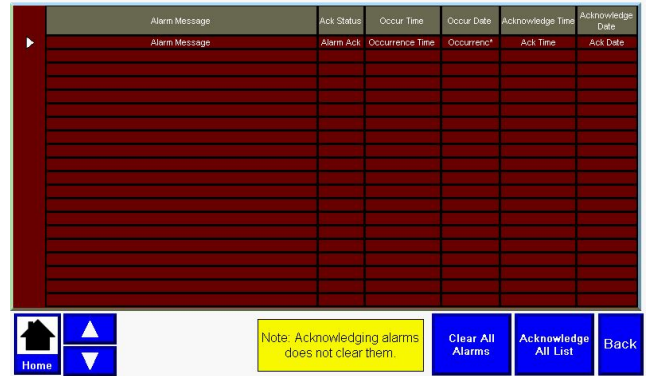 Alarm Message Ack Status Occur Time Occur Date Acknowledge Time Acknowledge
Date
Alarm Message Alarm Ack Occurrence Time Occurrenc* Ack Time Ack Date
Note: Acknowledging alarms
does not clear them.
Clear All
Alarms
Acknowledge
All List
Back
Home